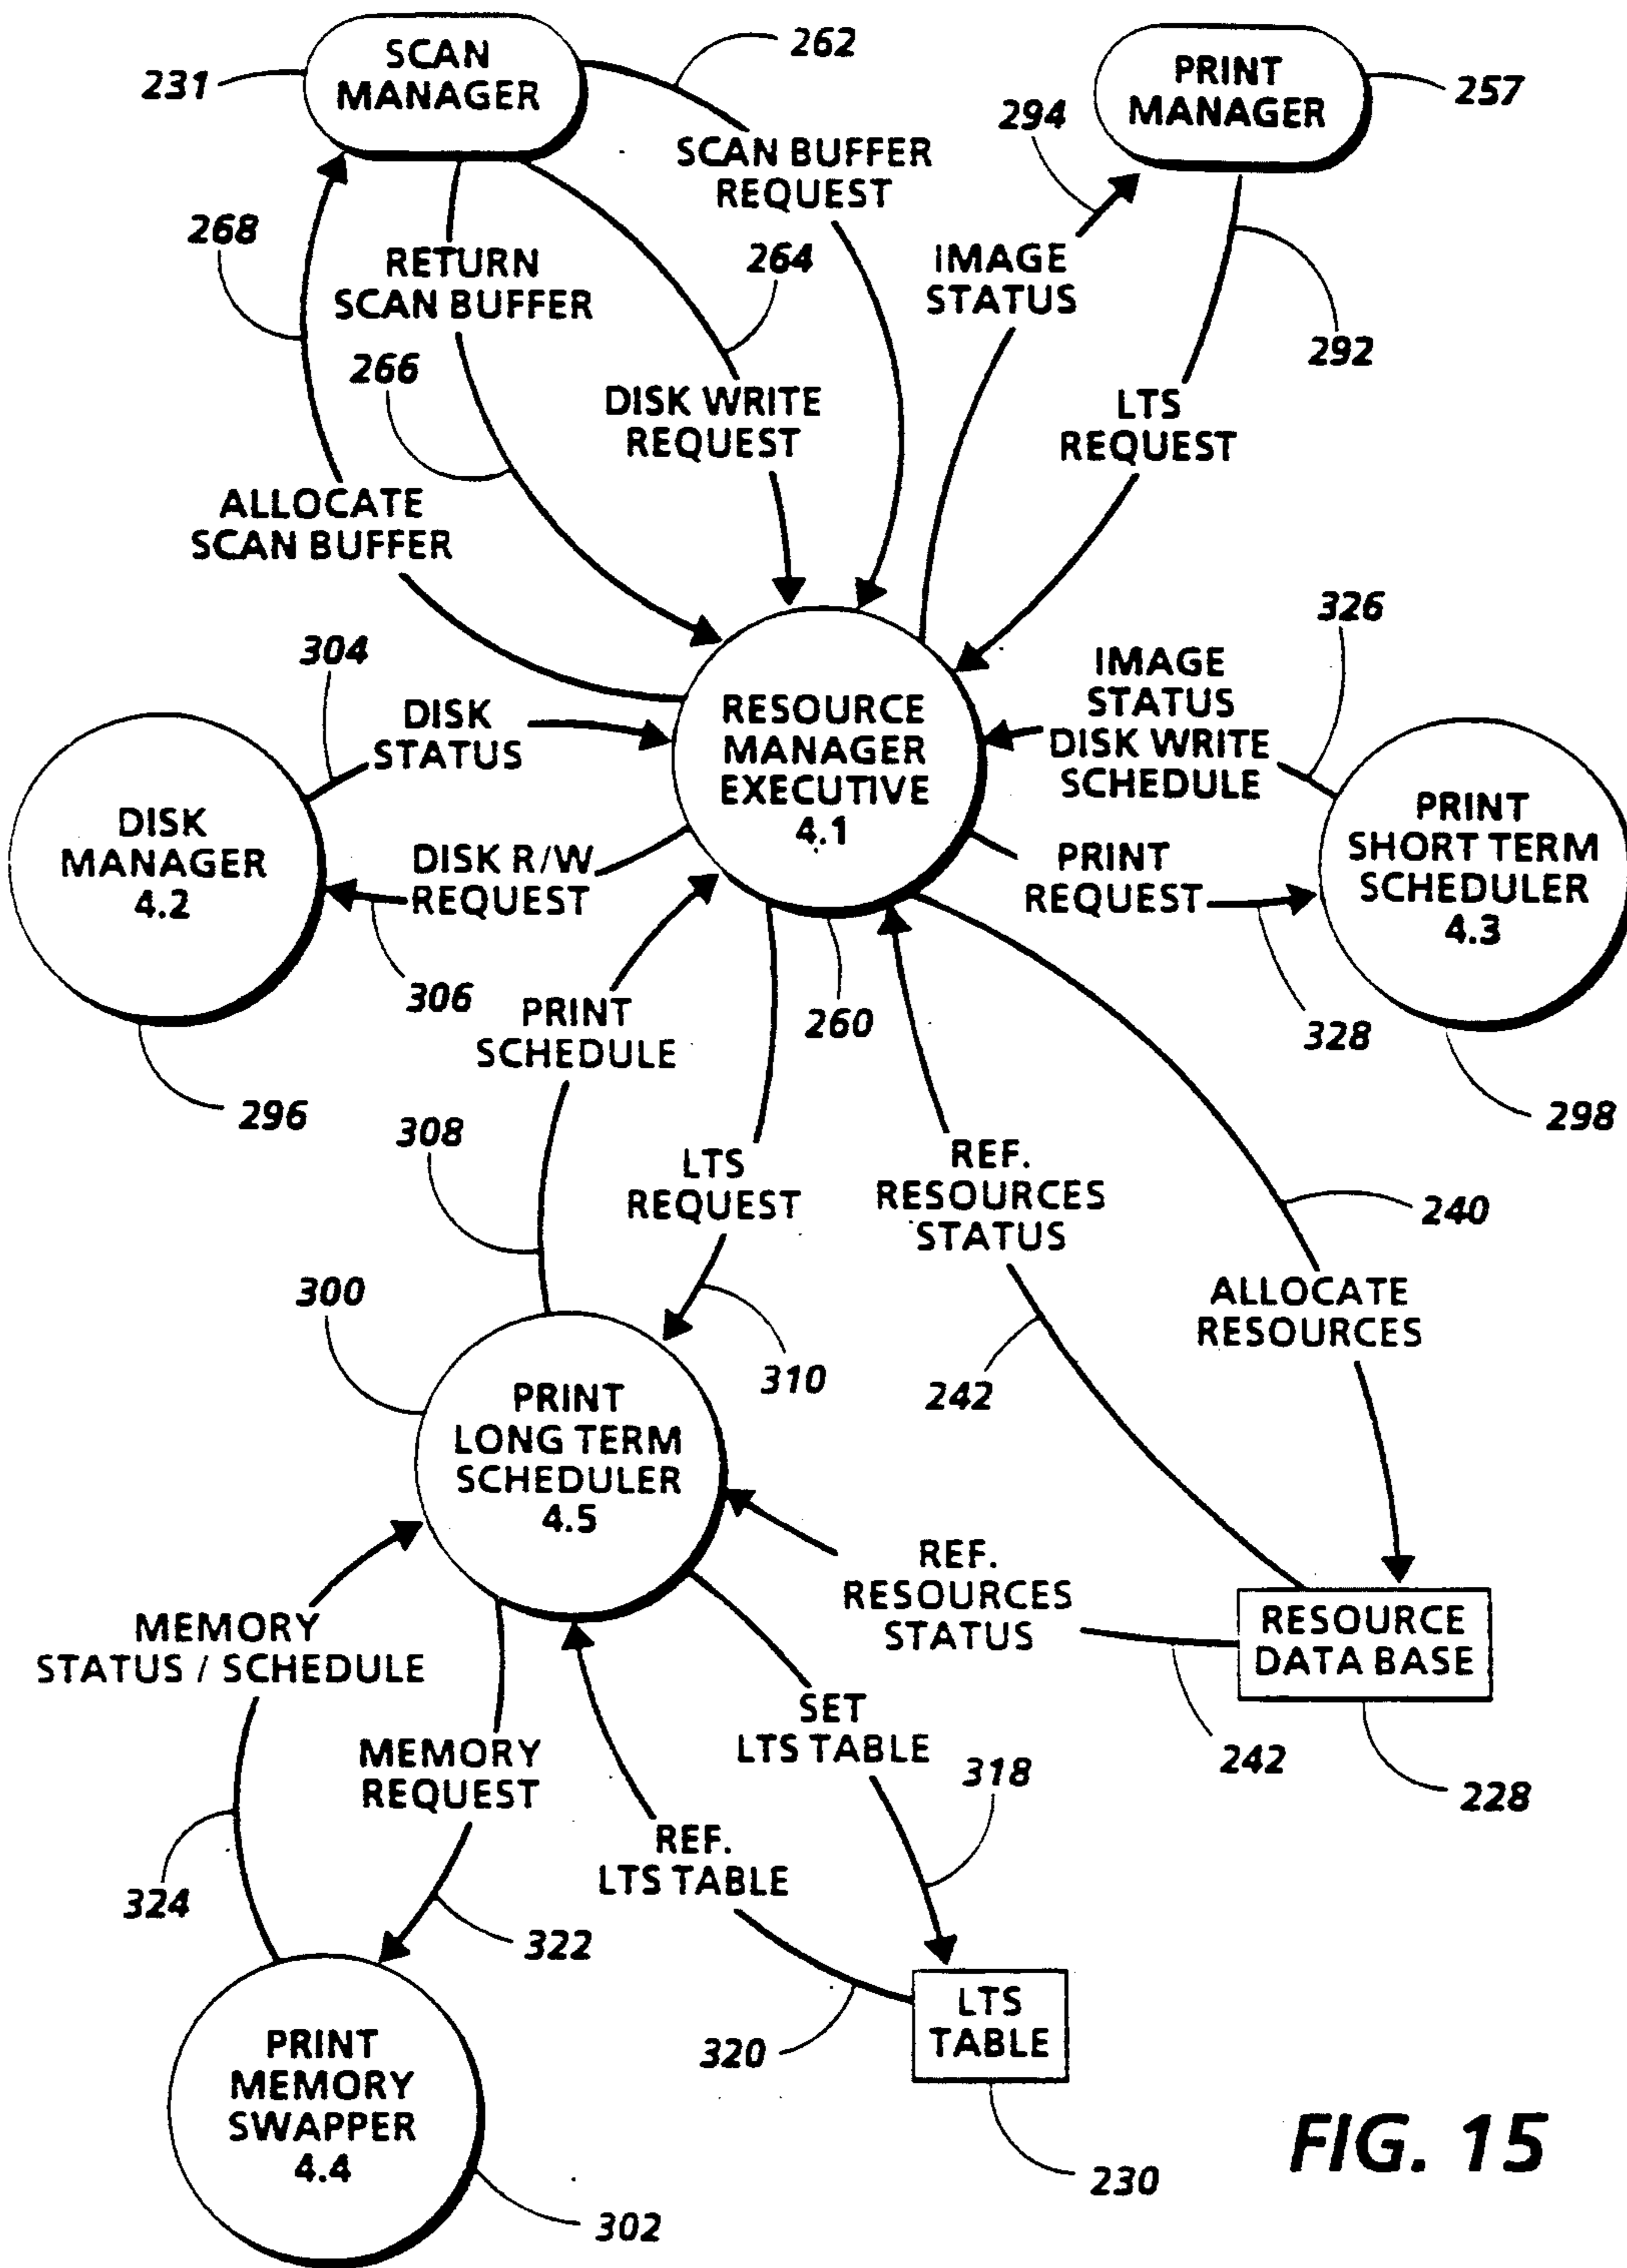 SCAN
MANAGER
231
262
PRINT
MANAGER
257
294
SCAN BUFFER
REQUEST
268
RETURN
SCAN BUFFER
264
IMAGE
STATUS
292
266
DISK WRITE
REQUEST
LTS
REQUEST
ALLOCATE
SCAN BUFFER
326
304
DISK
STATUS
RESOURCE
MANAGER
EXECUTIVE
4.1
IMAGE
STATUS
DISK WRITE
SCHEDULE
DISK
MANAGER
4.2
DISK R/W
REQUEST
PRINT
REQUEST
PRINT
SHORT TERM
SCHEDULER
4.3
306
PRINT
SCHEDULE
260
328
296
298
308
LTS
REQUEST
REF.
RESOURCES
STATUS
240
300
ALLOCATE
RESOURCES
310
242
PRINT
LONG TERM
SCHEDULER
4.5
REF.
RESOURCES
STATUS
RESOURCE
DATA BASE
MEMORY
STATUS / SCHEDULE
SET
LTS TABLE
242
228
MEMORY
REQUEST
318
REF.
LTS TABLE
324
322
LTS
TABLE
320
PRINT
MEMORY
SWAPPER
4.4
230
302
FIG. 15